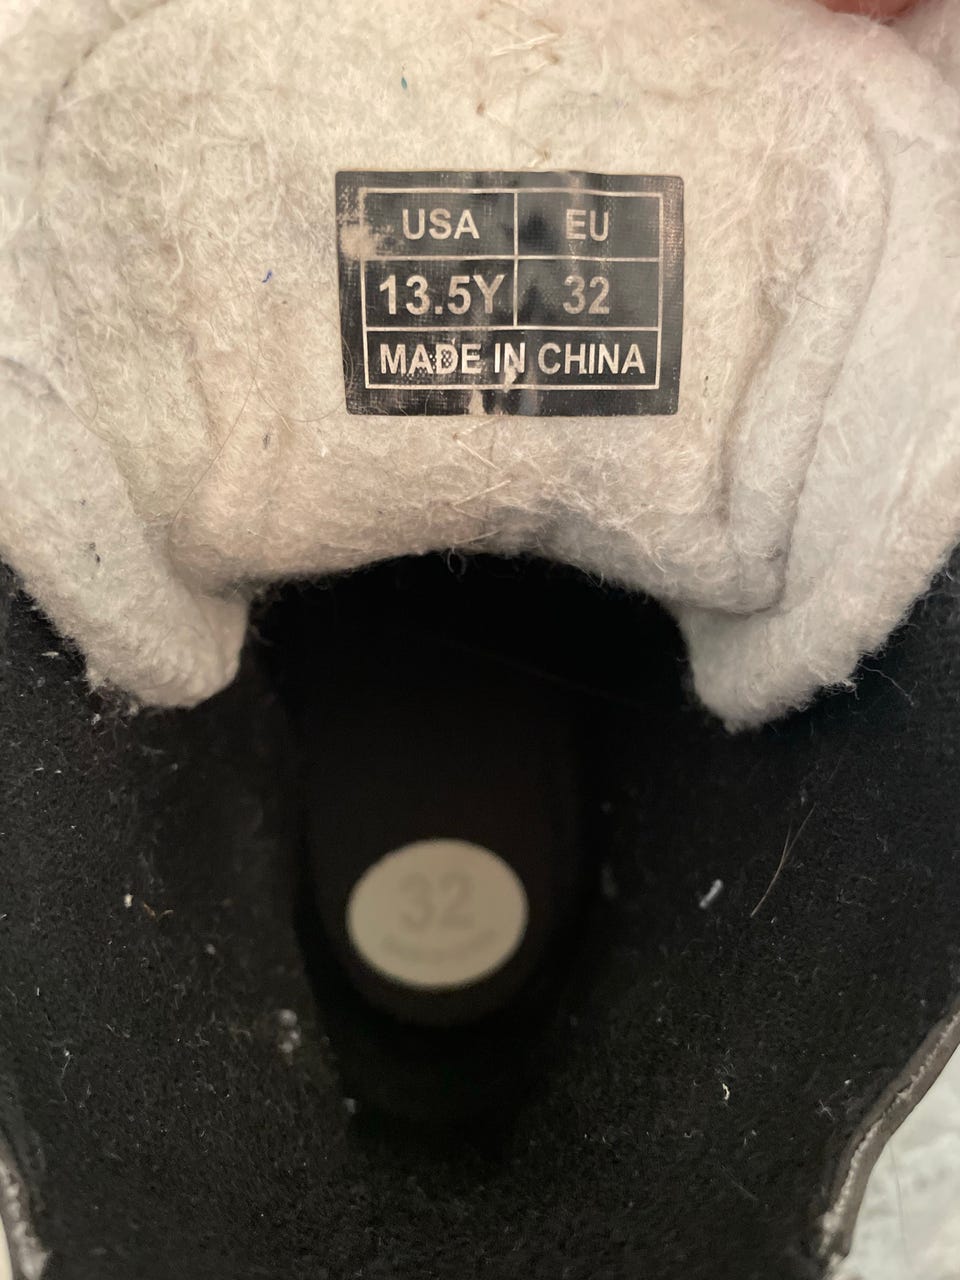 USA EU
13.5Y 32
MADE IN CHINA
32